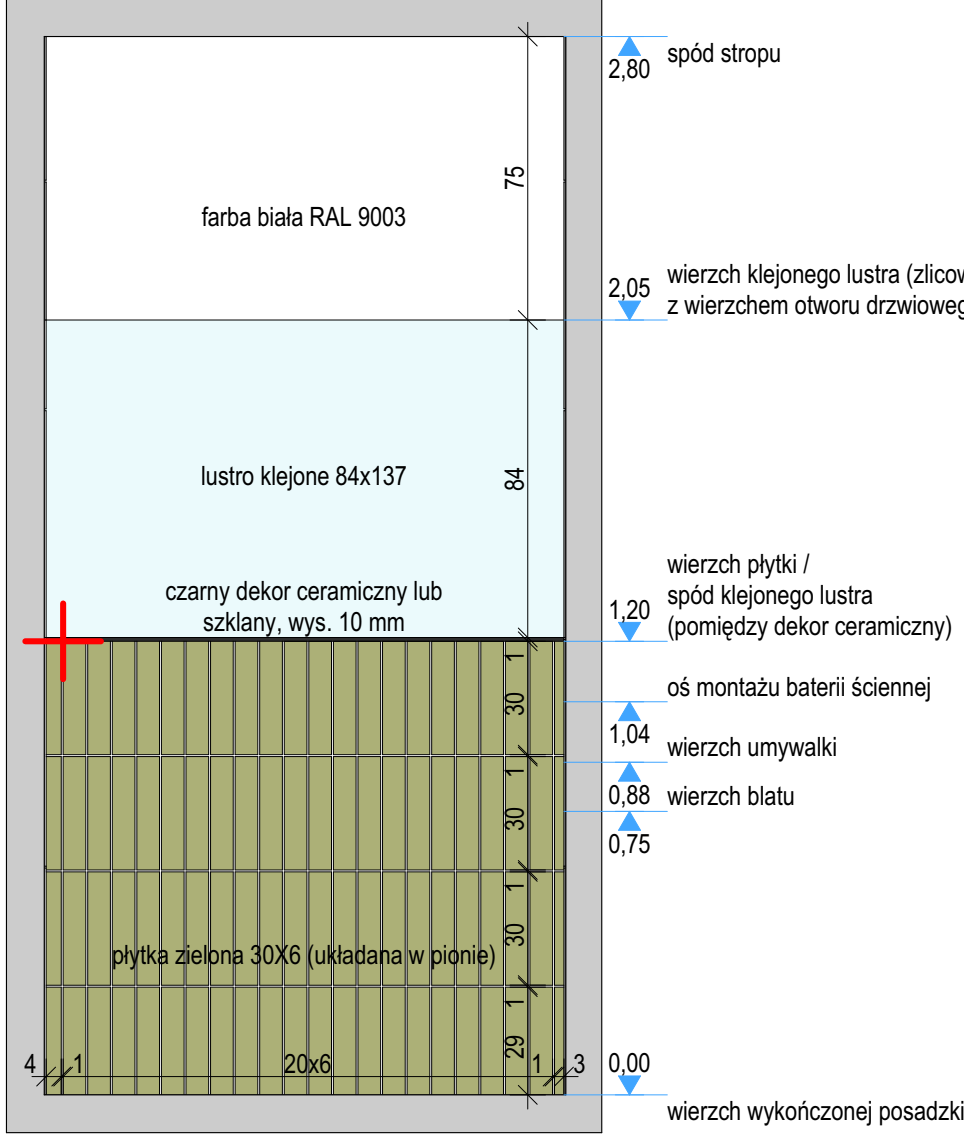 2,80
spód stropu
75
farba biała RAL 9003
2,05
wierzch klejonego lustra (zlicow
z wierzchem otworu drzwioweg
84
lustro klejone 84x137
czarny dekor ceramiczny lub
szklany, wys. 10 mm
1,20
wierzch płytki /
spód klejonego lustra
(pomiędzy dekor ceramiczny)
1
30
oś montażu baterii ściennej
1,04
wierzch umywalki
1
30
0,88
wierzch blatu
0,75
1
30
płytka zielona 30X6 (układana w pionie)
1
29
4
1
20x6
1
3
0,00
wierzch wykończonej posadzki